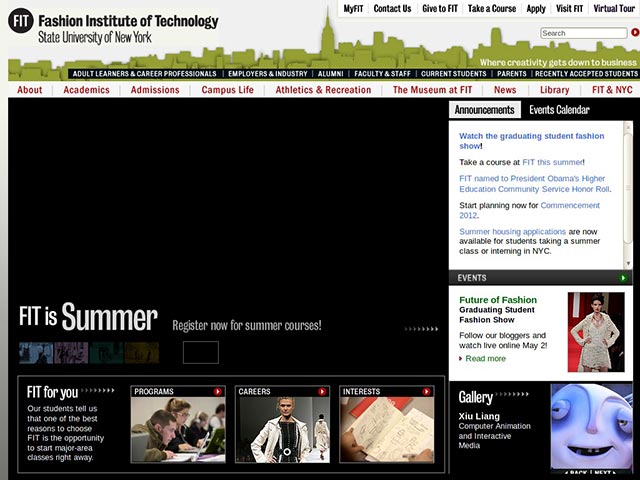 MyFIT
Contact Us
Give to FIT
Take a Course
Apply
Visit FIT
Virtual Tour
FIT
Fashion Institute of Technology
State University of New York
Search
Where creativity gets down to business
ADULT LEARNERS & CAREER PROFESSIONALS
EMPLOYERS & INDUSTRY
ALUMNI
FACULTY & STAFF
CURRENT STUDENTS
PARENTS
RECENTLY ACCEPTED STUDENTS
About
Academics
Admissions
Campus Life
Athletics & Recreation
The Museum at FIT
News
Library
FIT & NYC
Announcements
Events Calendar
Watch the graduating student fashion
show!
Take a course at FIT this summer!
FIT named to President Obama's Higher
Education Community Service Honor Roll.
Start planning now for Commencement
2012.
Summer housing applications are now
available for students taking a summer
class or interning in NYC.
EVENTS
Future of Fashion
Graduating Student
Fashion Show
Follow our bloggers and
watch live online May 2!
Read more
FIT is Summer
Register now for summer courses!
FIT for you
Our students tell us
that one of the best
reasons to choose
FIT is the opportunity
to start major-area
classes right away.
PROGRAMS
CAREERS
INTERESTS
Gallery
Xiu Liang
Computer Animation
and Interactive
Media
BACK | NEXT